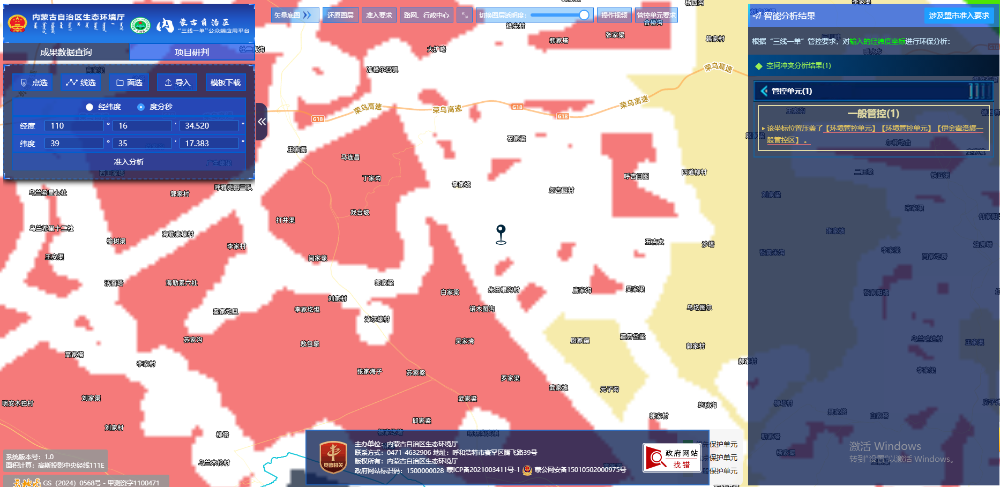 内蒙古自治区生态环境厅
蒙古自治区
“三线一单”公众端应用平台
成果数据查询
项目研判
点选
线选
面选
导入
模板下载
经纬度
度分秒
经度 110 ° 16 ′ 34.520 ″
纬度 39 ° 35 ′ 17.383 ″
准入分析
矢量底图
还原图层
准入要求
路网、行政中心
切换图层透明度：
操作视频
管控单元要求
智能分析结果
涉及盟市准入要求
根据“三线一单”管控要求，对输入的经纬度坐标进行环保分析：
空间冲突分析结果(1)
管控单元(1)
一般管控(1)
该坐标位置压盖了【环境管控单元】【环境管控单元】【伊金霍洛旗一
般管控区】 。
杨四沟
铧尖村
合桥沟
韩家塔
张家渠
韩家村
大扩略
准格尔召镇
荣乌高速
荣乌高速
荣乌高速
荣乌高速
G18
G18
G18
石家梁
王家渠
马连昌
丁家沟
李家坡
忽吉图村
呼吉日图
四道柳村
乌兰希里七社
郭家村
呼雅克图三队
戏台坡
打井渠
乌兰希里十二社
榆树渠
海勒素壕村
李家村
王安渠
闫家壕
五吉太
沙塔
活蚕塔
海勒素六社
郭家梁
白家梁
朱日根沟村
唐家沟
吴家梁
刘家村
秦家圪旦
李家圪坦
诺木图沟
乌圪图尔
淖尔壕村
苏家沟
敖包壕
吴家湾
尉家渠
道劳岱梁
郭家村
高家塔
李家村
张家海子
苏家梁
罗家梁
武家坡
元子沟
郝家村
明安木独村
刘家渠
武家梁
圪秋沟
郭家村
邱家梁
刘家村
柳塔
乌兰木伦村
二旺梁
铁匠渠
刘家梁
宋家梁
张家坡
张黄米沟
李家梁
闫家圪楞
油房塔
张家阳坡
乌兰哈达村
王家渠
李家梁
柳塔村
聂家塔
白家塔
新家塔
杨家渠
系统版本号：1.0
面积计算：高斯投影中央经线111E
GS（2024）0568号 - 甲测资字1100471
党政机关
主办单位：内蒙古自治区生态环境厅
联系方式：0471-4632906 地址：呼和浩特市赛罕区腾飞路39号
版权所有：内蒙古自治区生态环境厅
政府网站标识码：1500000028 蒙ICP备2021003411号-1 蒙公网安备15010502000975号
政府网站
找错
先保护单元
点保护单元
般保护单元
激活 Windows
转到“设置”以激活 Windows。